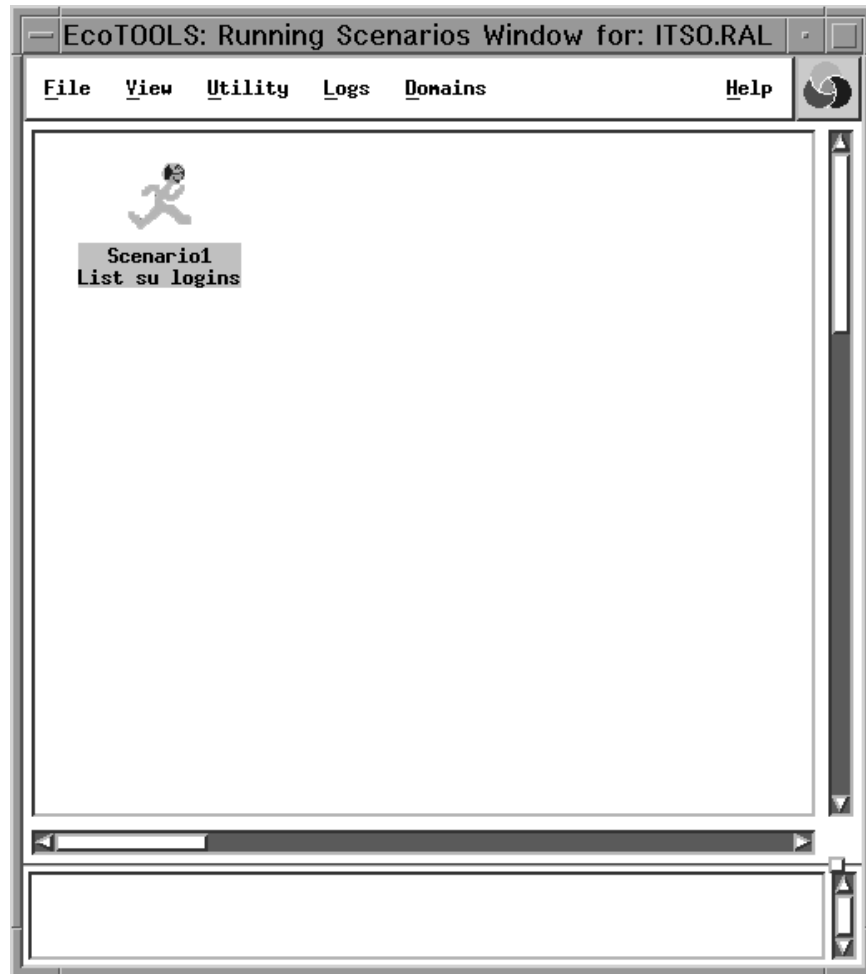 EcoTOOLS: Running Scenarios Window for: ITSO.RAL
File View Utility Logs Domains Help
Scenario1
List su logins